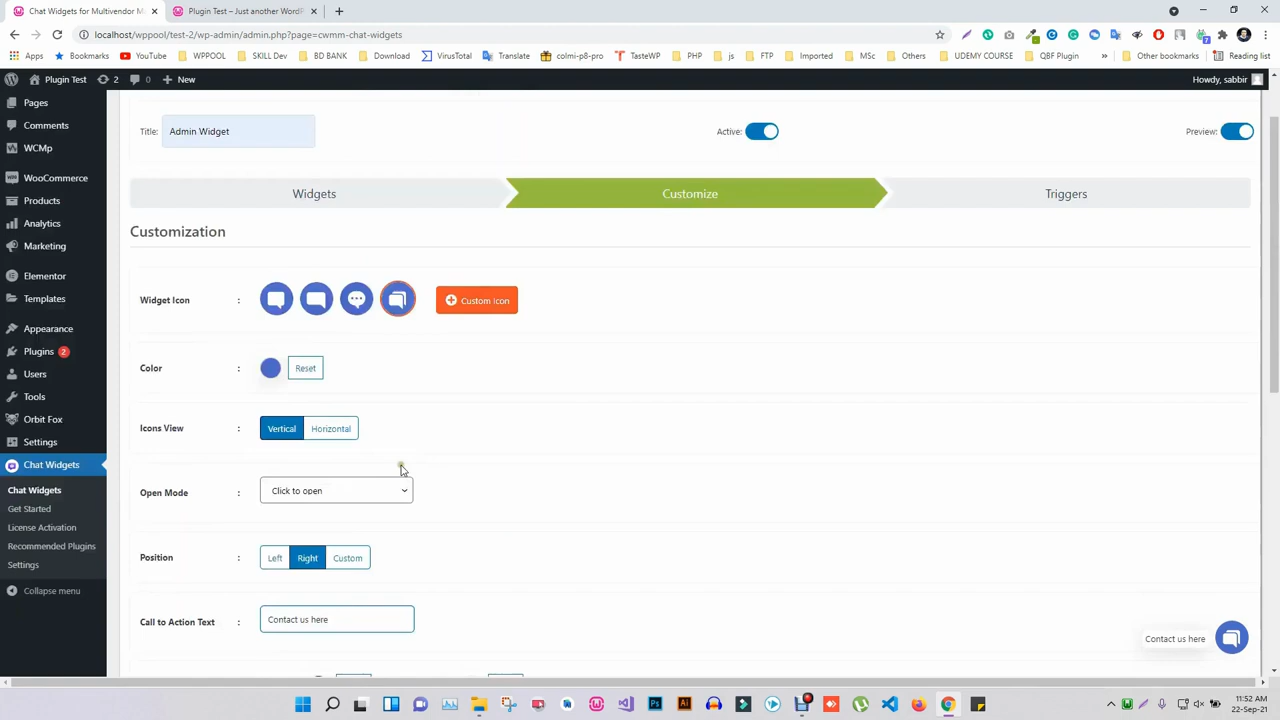 Chat Widgets for Multivendor M
Plugin Test – Just another WordP
localhost/wppool/test-2/wp-admin/admin.php?page=cwmm-chat-widgets
Apps Bookmarks YouTube WPPOOL SKILL Dev BD BANK Download VirusTotal Translate colmi-p8-pro TasteWP PHP js FTP Imported MSc Others UDEMY COURSE QBF Plugin » Other bookmarks Reading list
Plugin Test 2 0 New Howdy, sabbir
Pages
Comments
WCMp
WooCommerce
Products
Analytics
Marketing
Elementor
Templates
Appearance
Plugins 2
Users
Tools
Orbit Fox
Settings
Chat Widgets
Chat Widgets
Get Started
License Activation
Recommended Plugins
Settings
Collapse menu
Title: Admin Widget Active: Preview:
Widgets Customize Triggers
Customization
Widget Icon : Custom Icon
Color : Reset
Icons View : Vertical Horizontal
Open Mode : Click to open
Position : Left Right Custom
Call to Action Text : Contact us here
Contact us here
11:52 AM
22-Sep-21